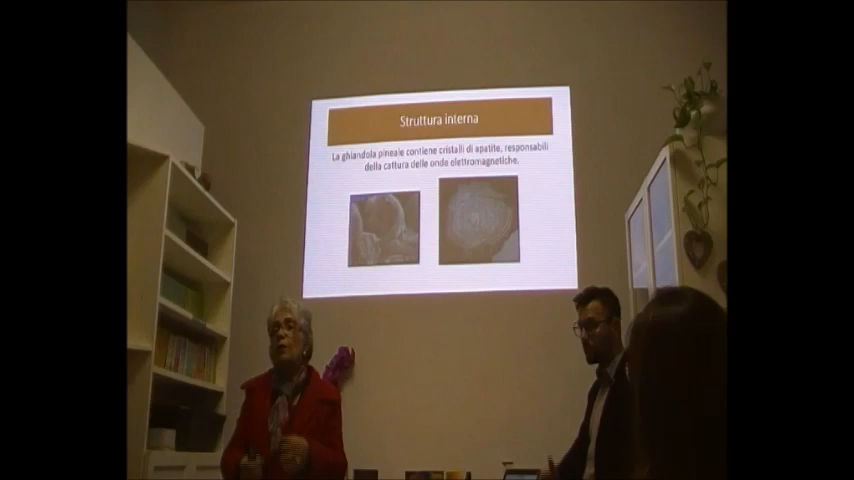 Struttura interna
La ghiandola pineale contiene cristalli di apatite, responsabili
della cattura delle onde elettromagnetiche.